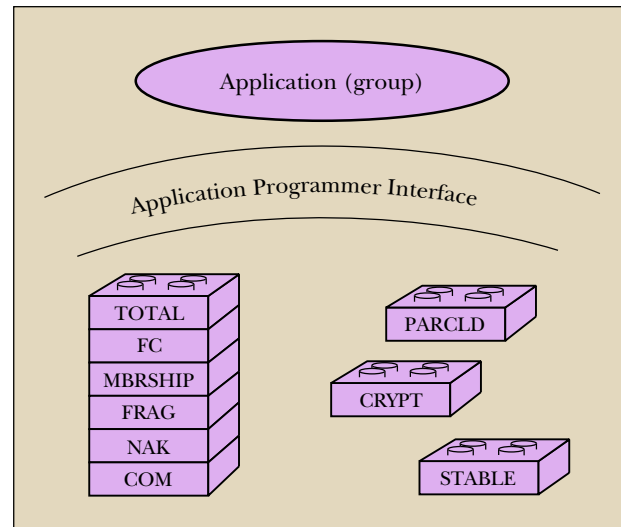 Application (group)
Application Programmer Interface
TOTAL
FC
MBRSHIP
FRAG
NAK
COM
PARCLD
CRYPT
STABLE